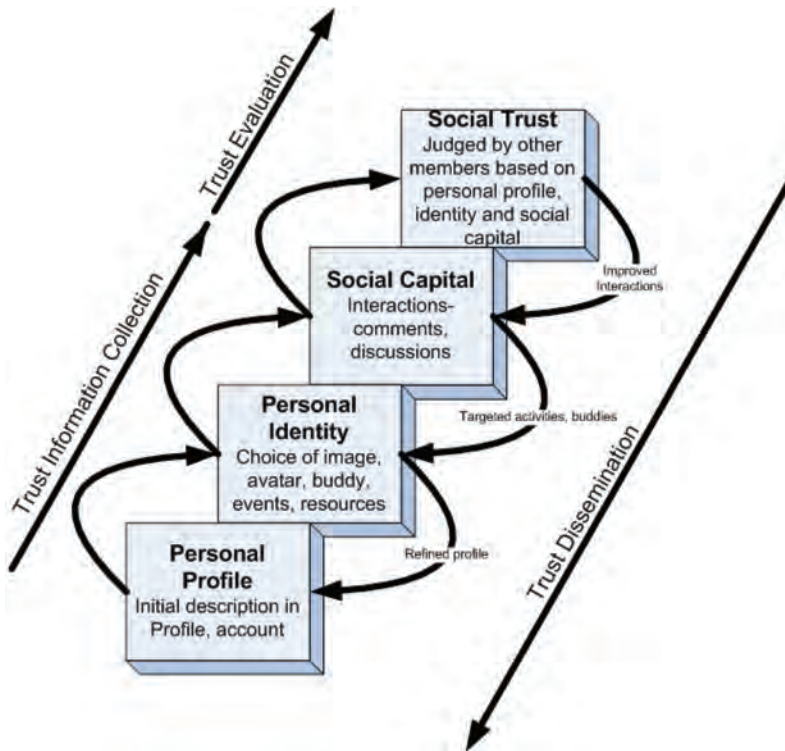 Trust Evaluation
Trust Information Collection
Social Trust
Judged by other
members based on
personal profile,
identity and social
capital
Improved
Interactions
Social Capital
Interactions-
comments,
discussions
Targeted activities, buddies
Personal
Identity
Choice of image,
avatar, buddy,
events, resources
Refined profile
Personal
Profile
Initial description in
Profile, account
Trust Dissemination